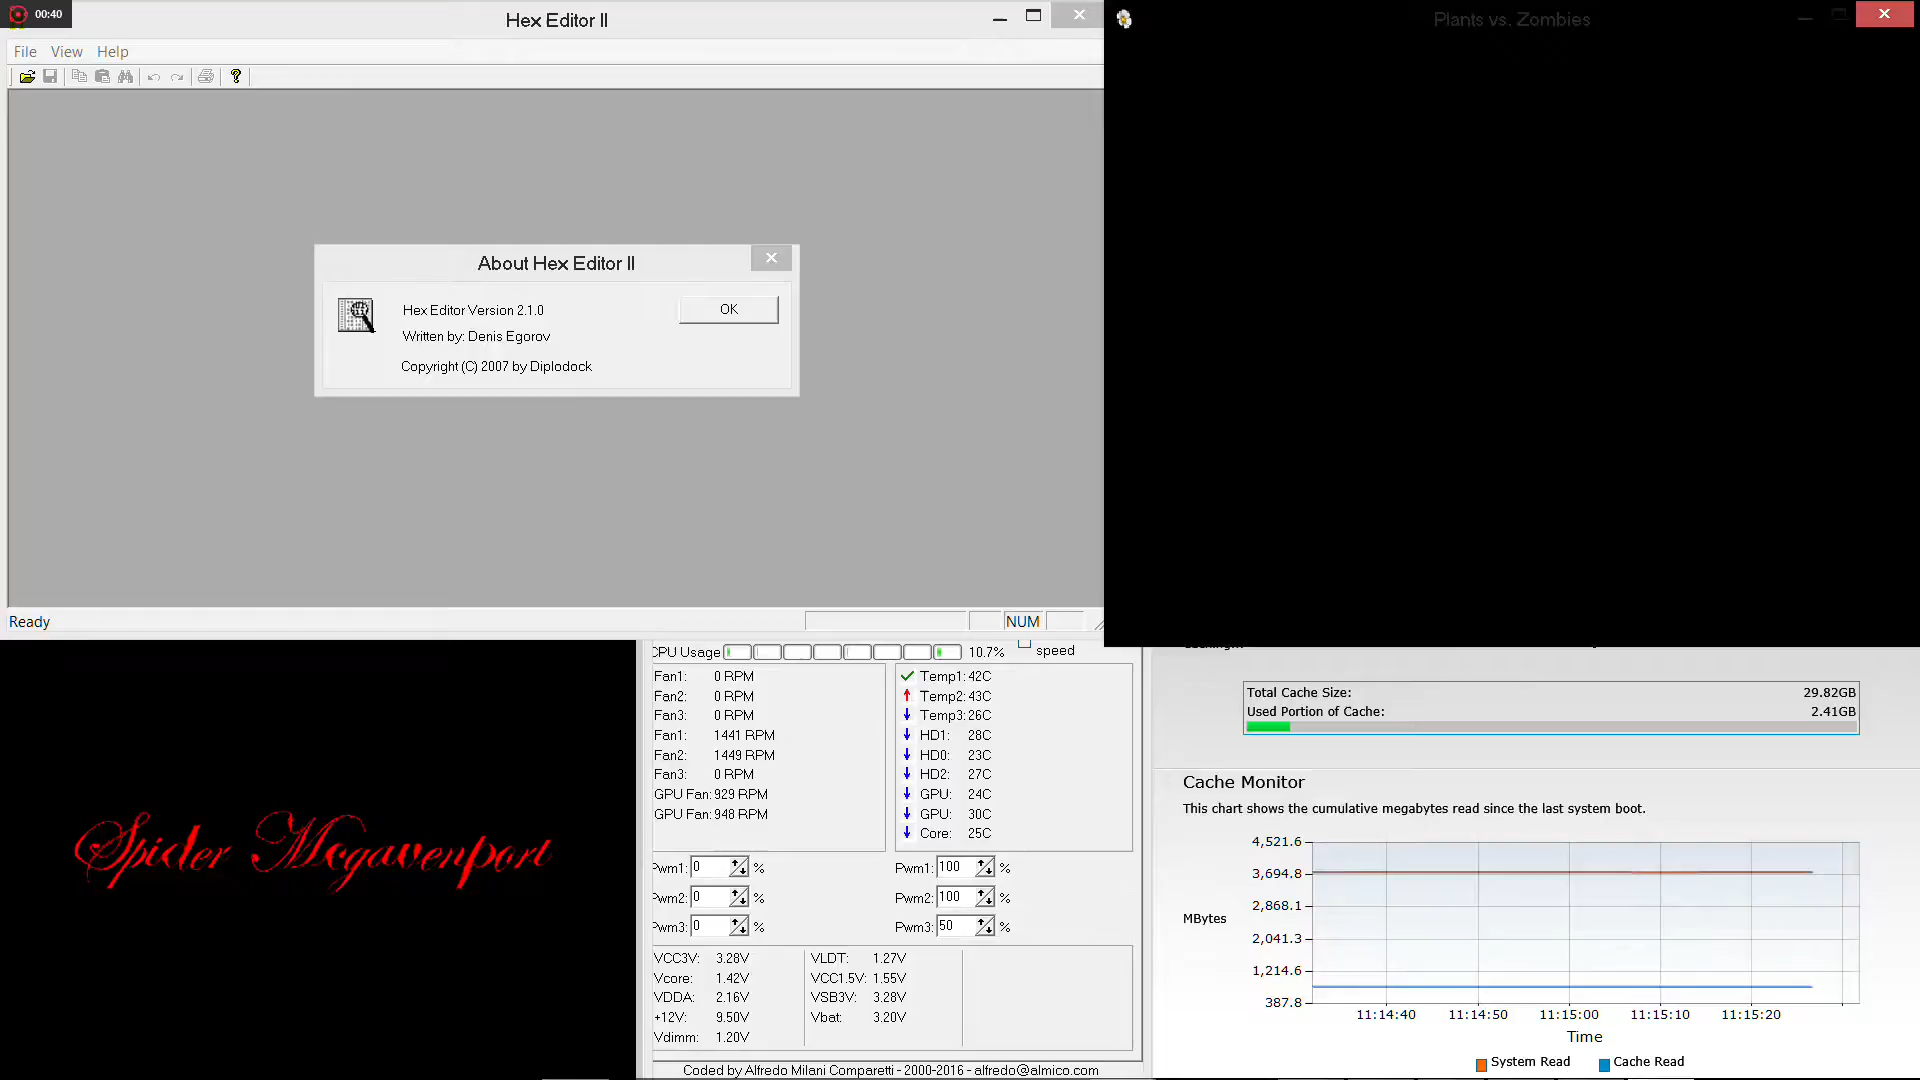 00:40
Hex Editor II
File View Help
About Hex Editor II
Hex Editor Version 2.1.0
OK
Written by: Denis Egorov
Copyright (C) 2007 by Diplodock
Ready
NUM
Plants vs. Zombies
Spider Megavenport
CPU Usage 10.7% speed
Fan1: 0 RPM
Fan2: 0 RPM
Fan3: 0 RPM
Fan1: 1441 RPM
Fan2: 1449 RPM
Fan3: 0 RPM
GPU Fan: 929 RPM
GPU Fan: 948 RPM
Temp1: 42C
Temp2: 43C
Temp3: 26C
HD1: 28C
HD0: 23C
HD2: 27C
GPU: 24C
GPU: 30C
Core: 25C
Pwm1: 0 %
Pwm2: 0 %
Pwm3: 0 %
Pwm1: 100 %
Pwm2: 100 %
Pwm3: 50 %
VCC3V: 3.28V
Vcore: 1.42V
VDDA: 2.16V
+12V: 9.50V
Vdimm: 1.20V
VLDT: 1.27V
VCC1.5V: 1.55V
VSB3V: 3.28V
Vbat: 3.20V
Coded by Alfredo Milani Comparetti - 2000-2016 - alfredo@almico.com
Total Cache Size: 29.82GB
Used Portion of Cache: 2.41GB
Cache Monitor
This chart shows the cumulative megabytes read since the last system boot.
4,521.6
3,694.8
2,868.1
2,041.3
1,214.6
387.8
MBytes
11:14:40 11:14:50 11:15:00 11:15:10 11:15:20
Time
System Read Cache Read